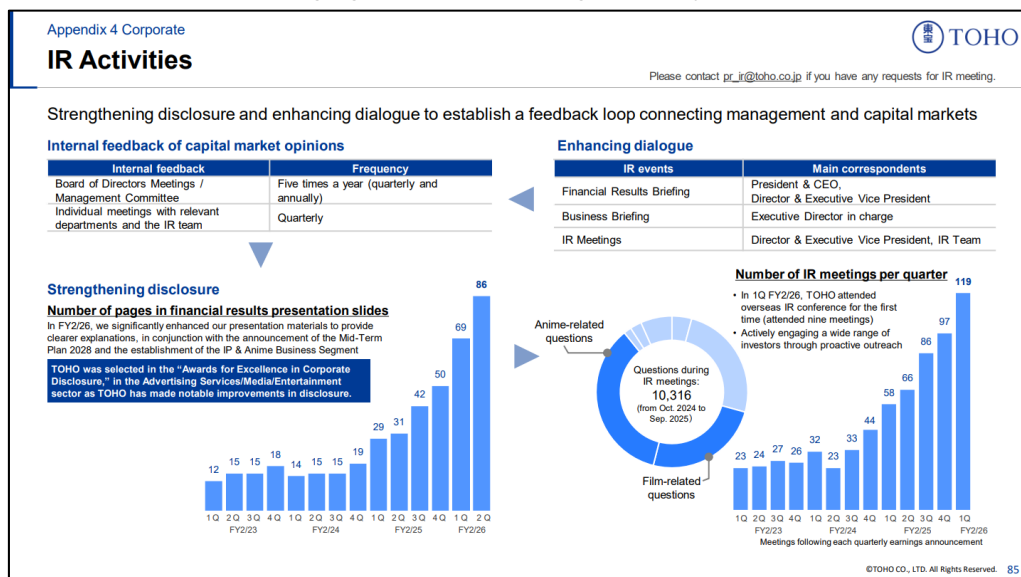 Appendix 4 Corporate
IR Activities
東宝 TOHO
Please contact pr_ir@toho.co.jp if you have any requests for IR meeting.
Strengthening disclosure and enhancing dialogue to establish a feedback loop connecting management and capital markets
Internal feedback of capital market opinions
Internal feedback Frequency
Board of Directors Meetings / Five times a year (quarterly and
Management Committee annually)
Individual meetings with relevant Quarterly
departments and the IR team
Enhancing dialogue
IR events Main correspondents
Financial Results Briefing President & CEO,
Director & Executive Vice President
Business Briefing Executive Director in charge
IR Meetings Director & Executive Vice President, IR Team
Strengthening disclosure
Number of pages in financial results presentation slides
In FY2/26, we significantly enhanced our presentation materials to provide
clearer explanations, in conjunction with the announcement of the Mid-Term
Plan 2028 and the establishment of the IP & Anime Business Segment
TOHO was selected in the “Awards for Excellence in Corporate
Disclosure,” in the Advertising Services/Media/Entertainment
sector as TOHO has made notable improvements in disclosure.
12 15 15 18 14 15 15 19 29 31 42 50 69 86
1Q 2Q 3Q 4Q 1Q 2Q 3Q 4Q 1Q 2Q 3Q 4Q 1Q 2Q
FY2/23 FY2/24 FY2/25 FY2/26
Anime-related
questions
Questions during
IR meetings:
10,316
(from Oct. 2024 to
Sep. 2025)
Film-related
questions
Number of IR meetings per quarter
• In 1Q FY2/26, TOHO attended
overseas IR conference for the first
time (attended nine meetings)
• Actively engaging a wide range of
investors through proactive outreach
23 24 27 26 32 23 33 44 58 66 86 97 119
1Q 2Q 3Q 4Q 1Q 2Q 3Q 4Q 1Q 2Q 3Q 4Q 1Q
FY2/23 FY2/24 FY2/25 FY2/26
Meetings following each quarterly earnings announcement
©TOHO CO., LTD. All Rights Reserved. 85